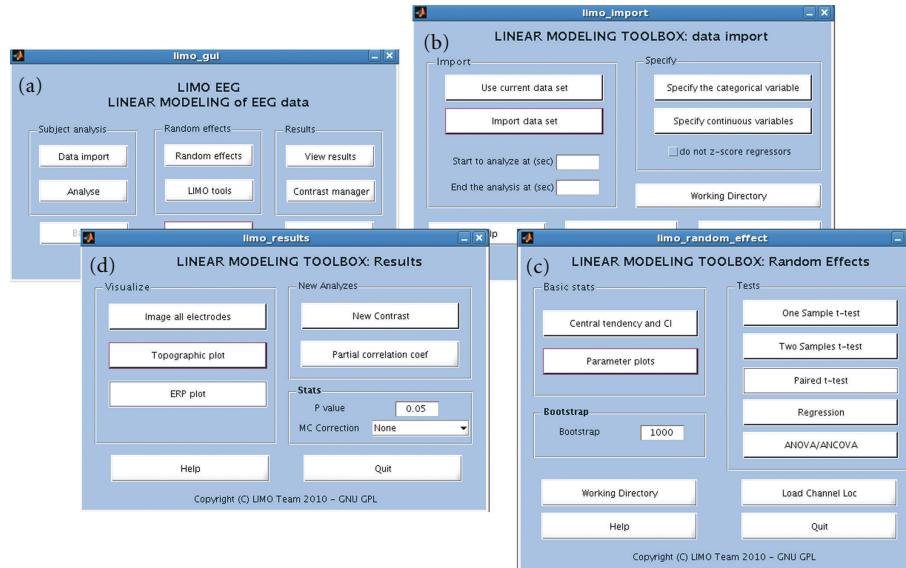 limo_gui
(a)
LIMO EEG
LINEAR MODELING of EEG data
Subject analysis
Data import
Analyse
Random effects
Random effects
LIMO tools
Results
View results
Contrast manager
limo_import
(b)
LINEAR MODELING TOOLBOX: data import
Import
Use current data set
Import data set
Start to analyze at (sec)
End the analysis at (sec)
Specify
Specify the categorical variable
Specify continuous variables
do not z-score regressors
Working Directory
limo_results
(d)
LINEAR MODELING TOOLBOX: Results
Visualize
Image all electrodes
Topographic plot
ERP plot
New Analyzes
New Contrast
Partial correlation coef
Stats
P value 0.05
MC Correction None
Help
Quit
Copyright (C) LIMO Team 2010 - GNU GPL
limo_random_effect
(c)
LINEAR MODELING TOOLBOX: Random Effects
Basic stats
Central tendency and CI
Parameter plots
Bootstrap
Bootstrap 1000
Tests
One Sample t-test
Two Samples t-test
Paired t-test
Regression
ANOVA/ANCOVA
Working Directory
Load Channel Loc
Help
Quit
Copyright (C) LIMO Team 2010 - GNU GPL